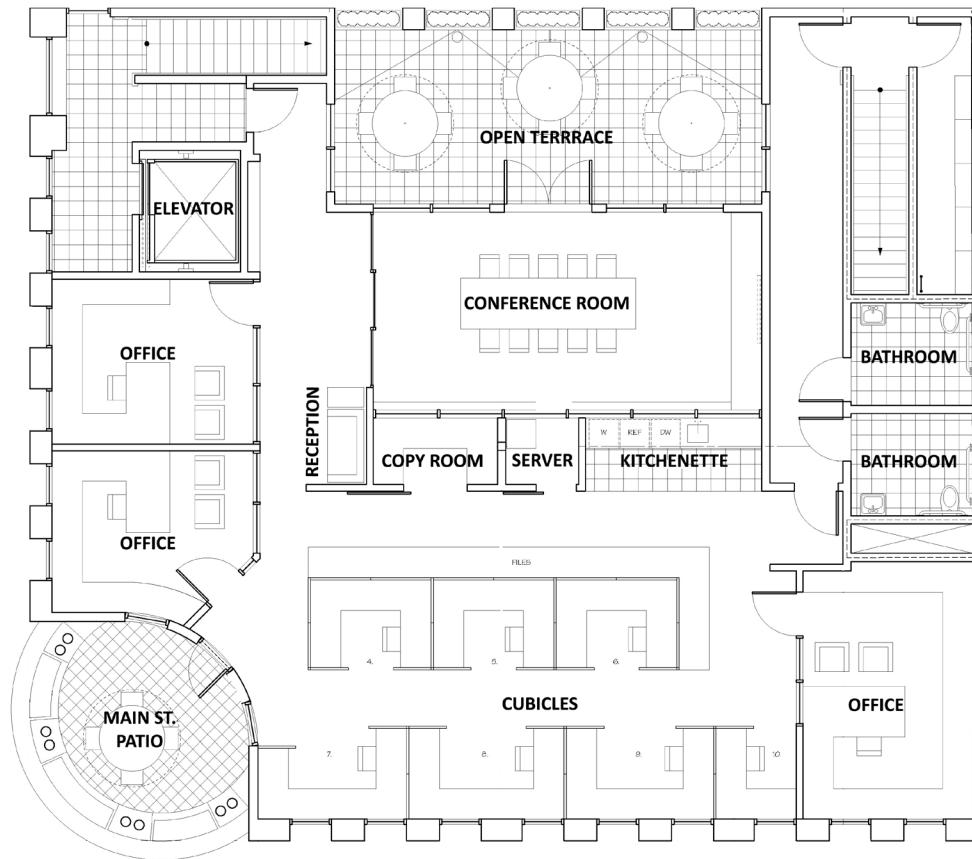 OPEN TERRRACE
ELEVATOR
CONFERENCE ROOM
OFFICE
BATHROOM
RECEPTION
W
REF
DW
COPY ROOM
SERVER
KITCHENETTE
BATHROOM
OFFICE
FILES
4.
5.
6.
CUBICLES
OFFICE
MAIN ST.
PATIO
7.
8.
9.
10.